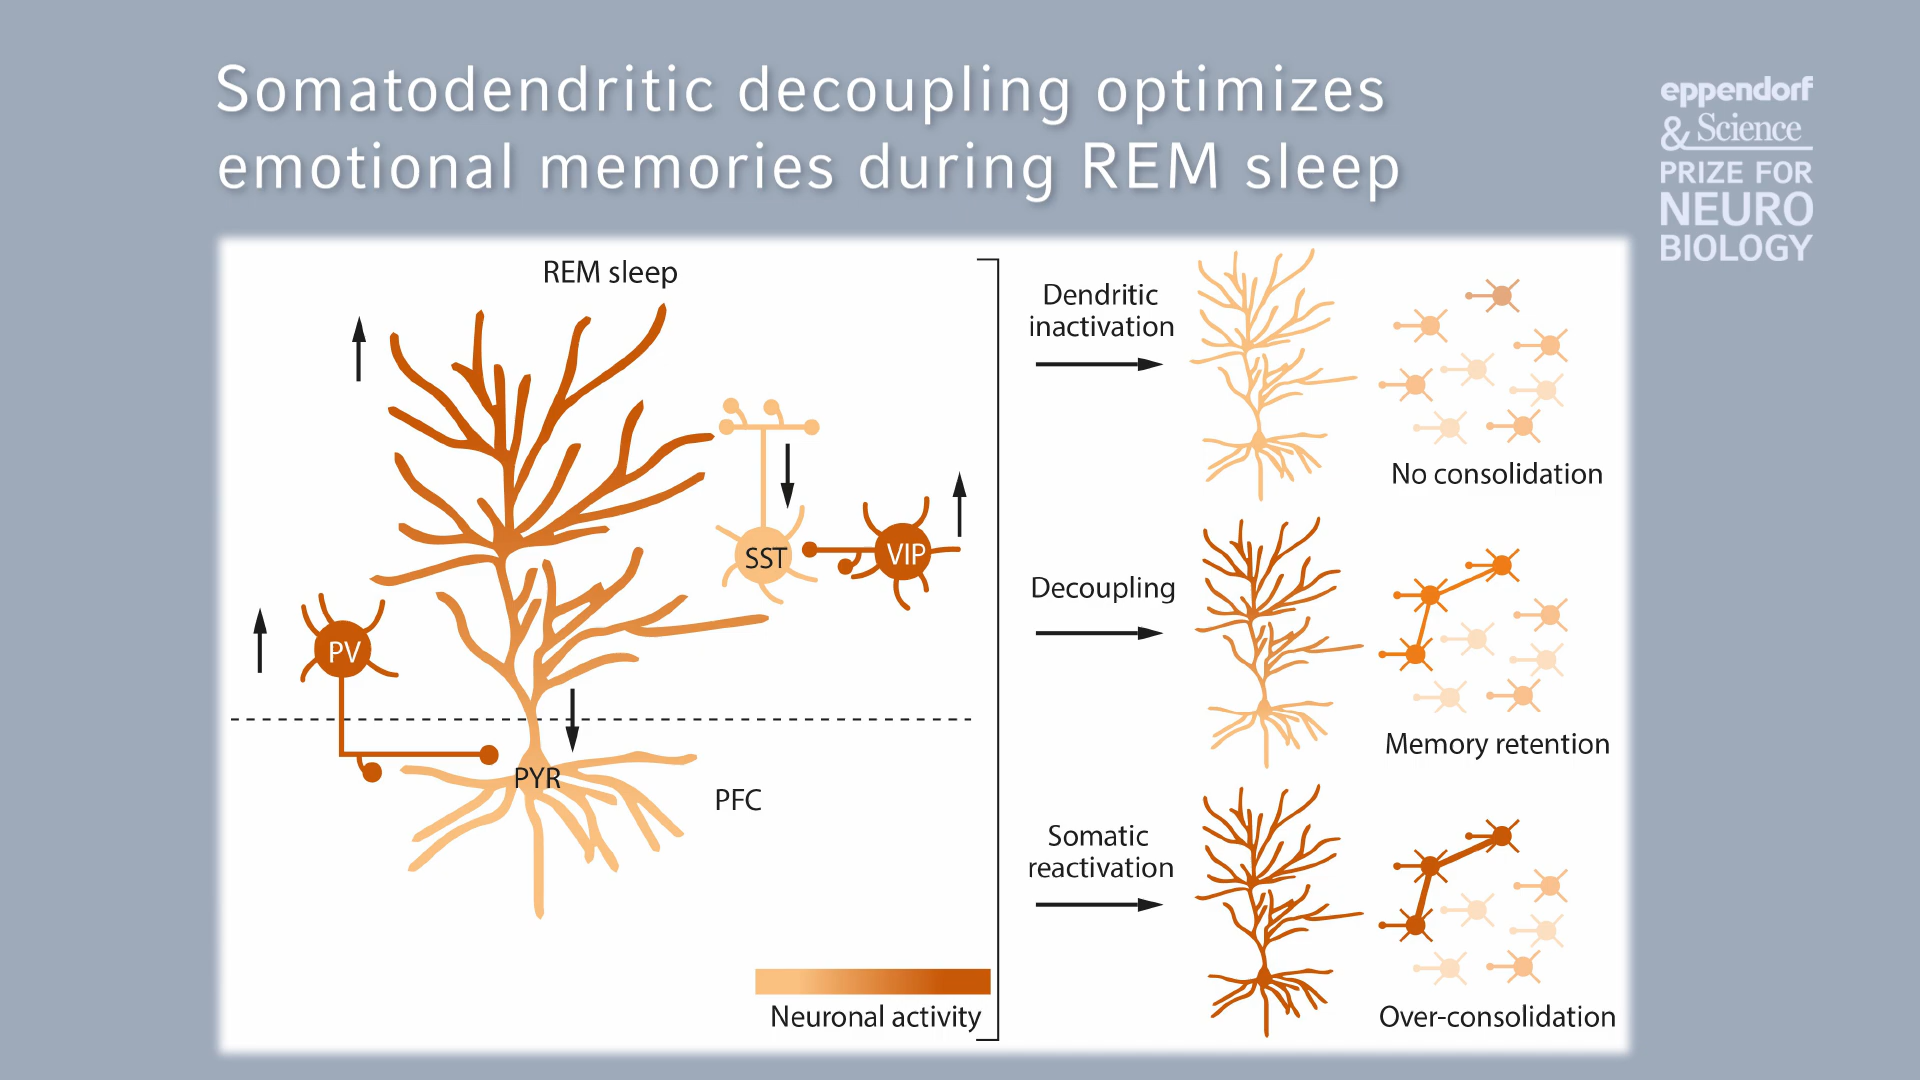 Somatodendritic decoupling optimizes
emotional memories during REM sleep
eppendorf
& Science
PRIZE FOR
NEURO
BIOLOGY
REM sleep
SST
VIP
PV
PYR
PFC
Neuronal activity
Dendritic
inactivation
No consolidation
Decoupling
Memory retention
Somatic
reactivation
Over-consolidation